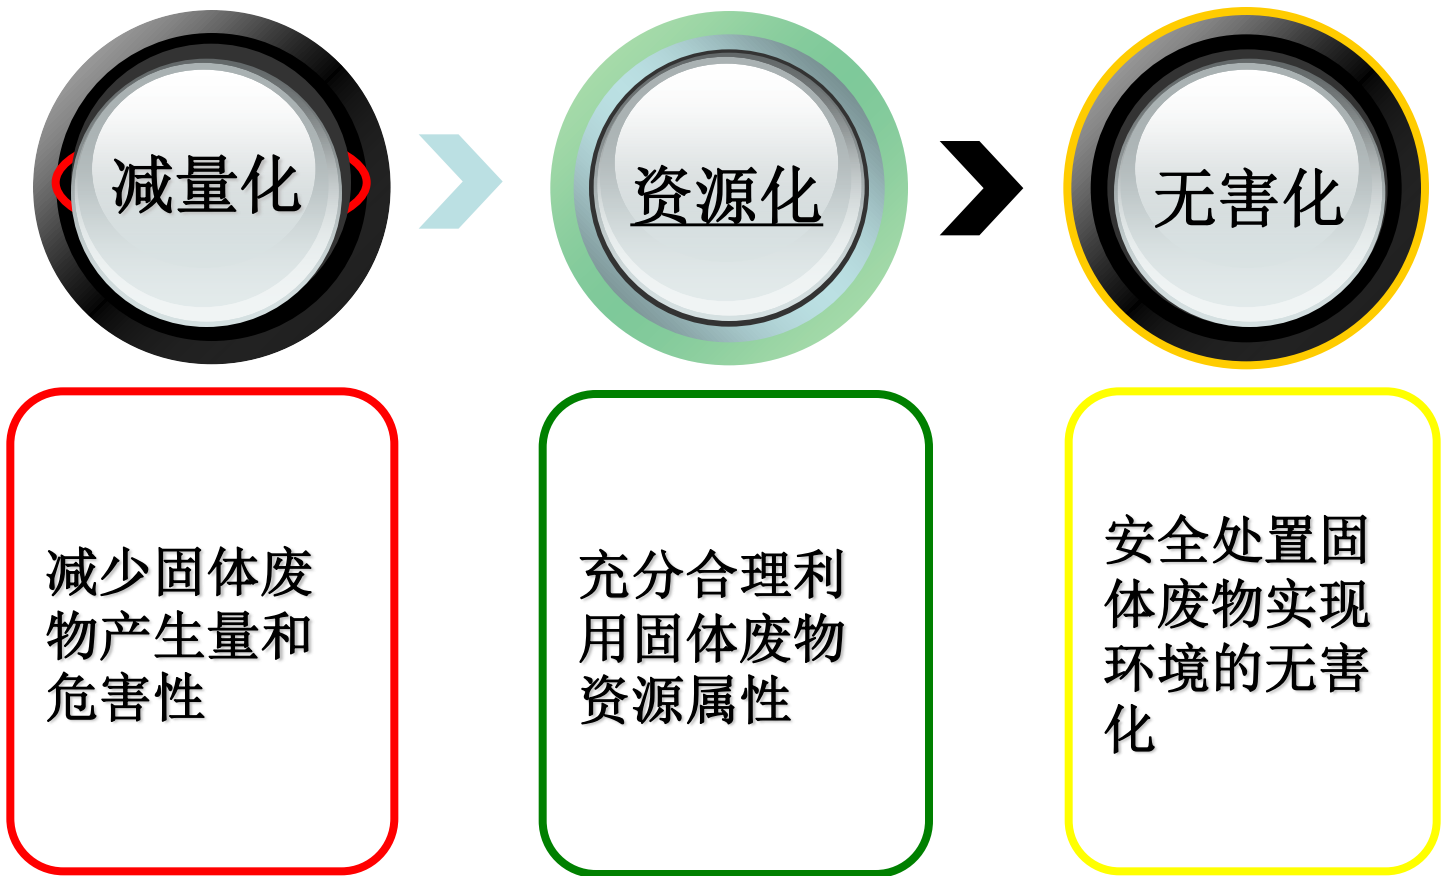 减量化
资源化
无害化
减少固体废
物产生量和
危害性
充分合理利
用固体废物
资源属性
安全处置固
体废物实现
环境的无害
化